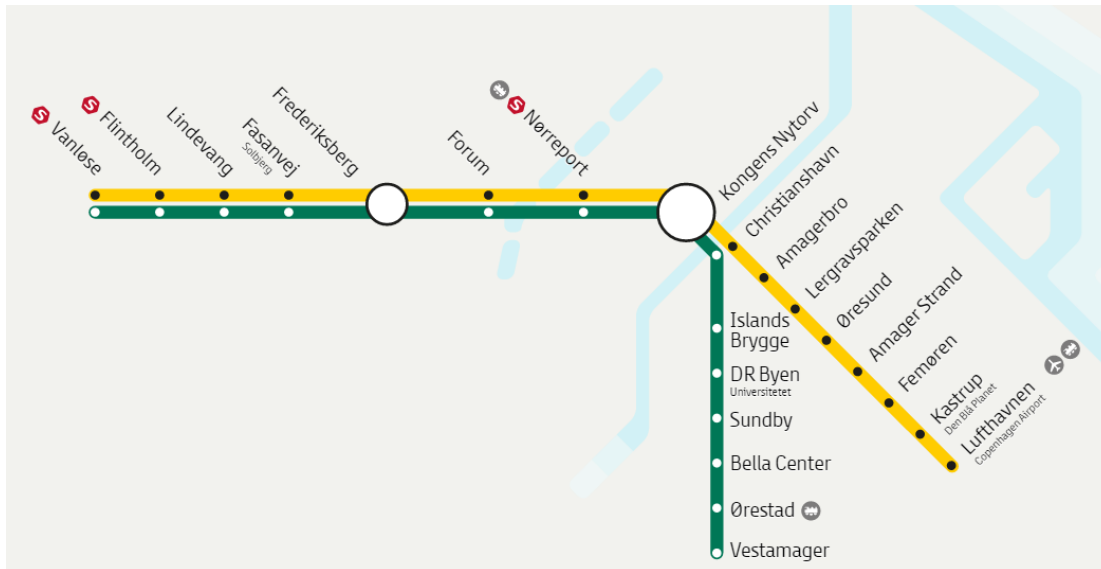 Vanløse
Flintholm
Lindevang
Fasanvej
Solbjerg
Frederiksberg
Forum
Nørreport
Kongens Nytorv
Christianshavn
Amagerbro
Lergravsparken
Øresund
Amager Strand
Femøren
Kastrup
Den Blå Planet
Lufthavnen
Copenhagen Airport
Islands
Brygge
DR Byen
Universitetet
Sundby
Bella Center
Ørestad
Vestamager